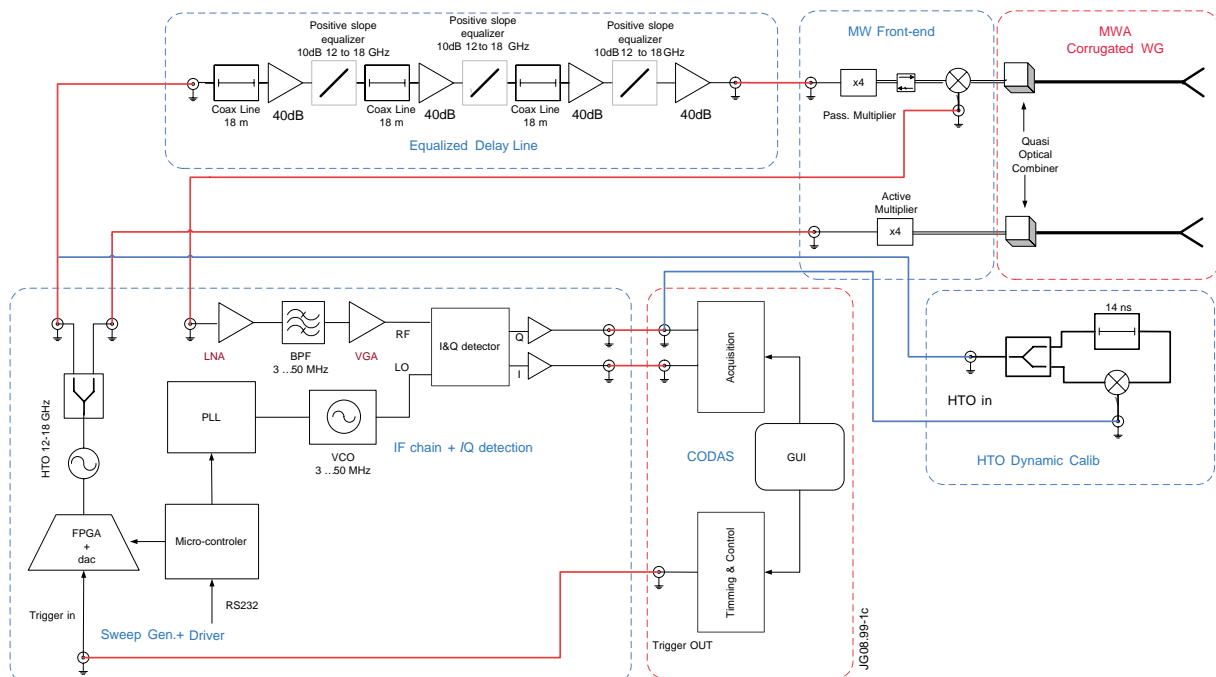 Positive slope
equalizer
10dB 12 to 18 GHz
Positive slope
equalizer
10dB 12to 18 GHz
Positive slope
equalizer
10dB 12 to 18GHz
Coax Line
18 m
40dB
Coax Line
18 m
40dB
Coax Line
18 m
40dB
40dB
Equalized Delay Line
MW Front-end
x4
Pass. Multiplier
Active
Multiplier
x4
MWA
Corrugated WG
Quasi
Optical
Combiner
HTO 12-18 GHz
LNA
BPF
3 ...50 MHz
VGA
RF
LO
I&Q detector
Q
I
PLL
VCO
3 ...50 MHz
IF chain + IQ detection
FPGA
+
dac
Micro-controler
RS232
Trigger in
Sweep Gen.+ Driver
Acquisition
CODAS
GUI
Timming & Control
Trigger OUT
JG08.99-1c
14 ns
HTO in
HTO Dynamic Calib